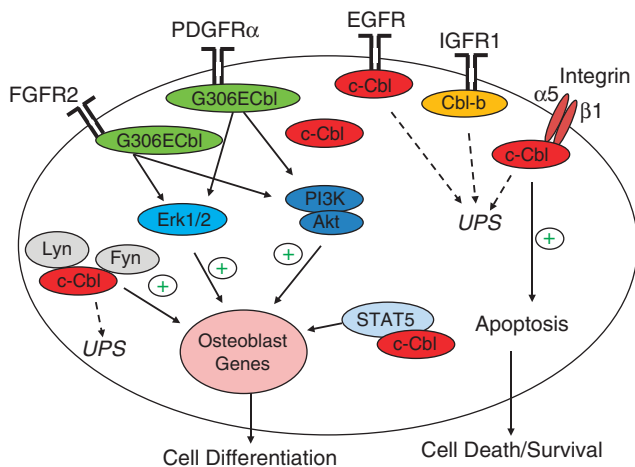 EGFR
PDGFRα
IGFR1
Integrin
α5
β1
FGFR2
G306ECbl
c-Cbl
Cbl-b
G306ECbl
c-Cbl
c-Cbl
PI3K
Akt
Erk1/2
UPS
Lyn
Fyn
c-Cbl
+
+
+
+
STAT5
c-Cbl
Apoptosis
UPS
Osteoblast
Genes
Cell Differentiation
Cell Death/Survival